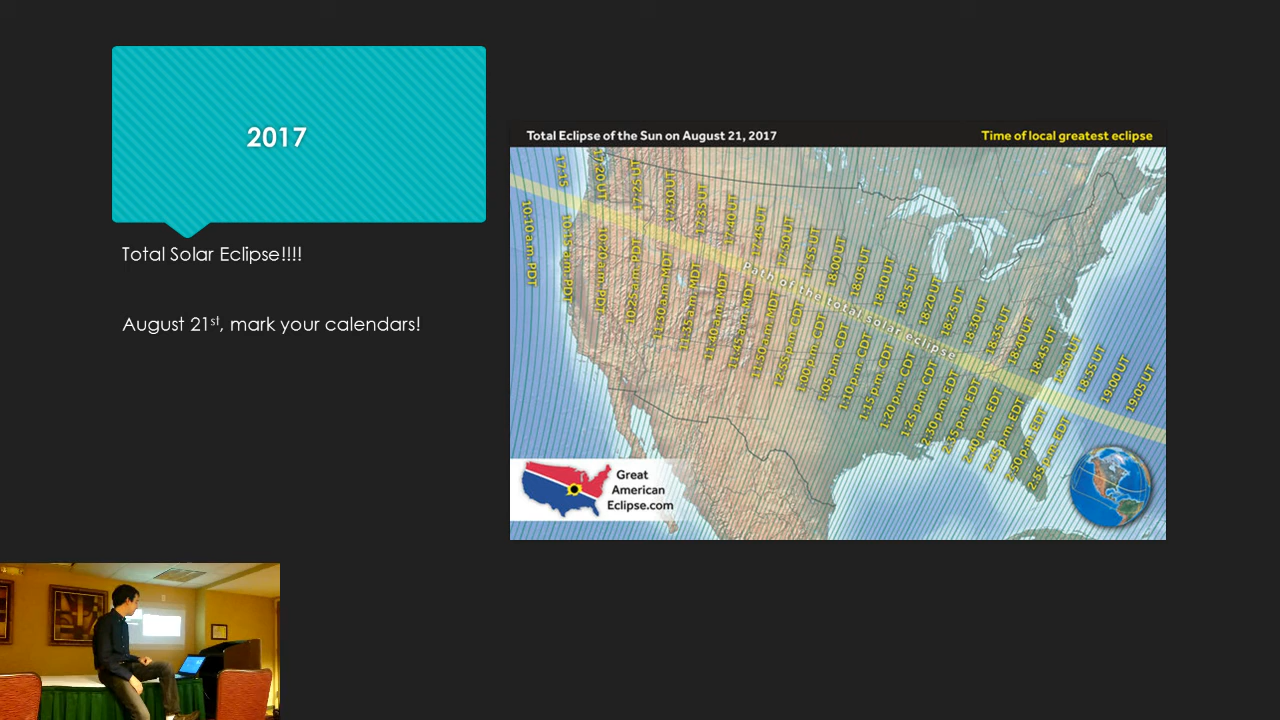 2017
Total Solar Eclipse!!!!
August 21st, mark your calendars!
Total Eclipse of the Sun on August 21, 2017
Time of local greatest eclipse
17:15
17:20 UT
17:25 UT
17:30 UT
17:35 UT
17:40 UT
17:45 UT
17:50 UT
17:55 UT
18:00 UT
18:05 UT
18:10 UT
18:15 UT
18:20 UT
18:25 UT
18:30 UT
18:35 UT
18:40 UT
18:45 UT
18:50 UT
18:55 UT
19:00 UT
19:05 UT
Path of the total solar eclipse
10:10 a.m. PDT
10:15 a.m. PDT
10:20 a.m. PDT
10:25 a.m. PDT
11:30 a.m. MDT
11:35 a.m. MDT
11:40 a.m. MDT
11:45 a.m. MDT
11:50 a.m. MDT
12:55 p.m. CDT
1:00 p.m. CDT
1:05 p.m. CDT
1:10 p.m. CDT
1:15 p.m. CDT
1:20 p.m. CDT
1:25 p.m. CDT
2:30 p.m. EDT
2:35 p.m. EDT
2:40 p.m. EDT
2:45 p.m. EDT
2:50 p.m. EDT
2:55 p.m. EDT
Great
American
Eclipse.com